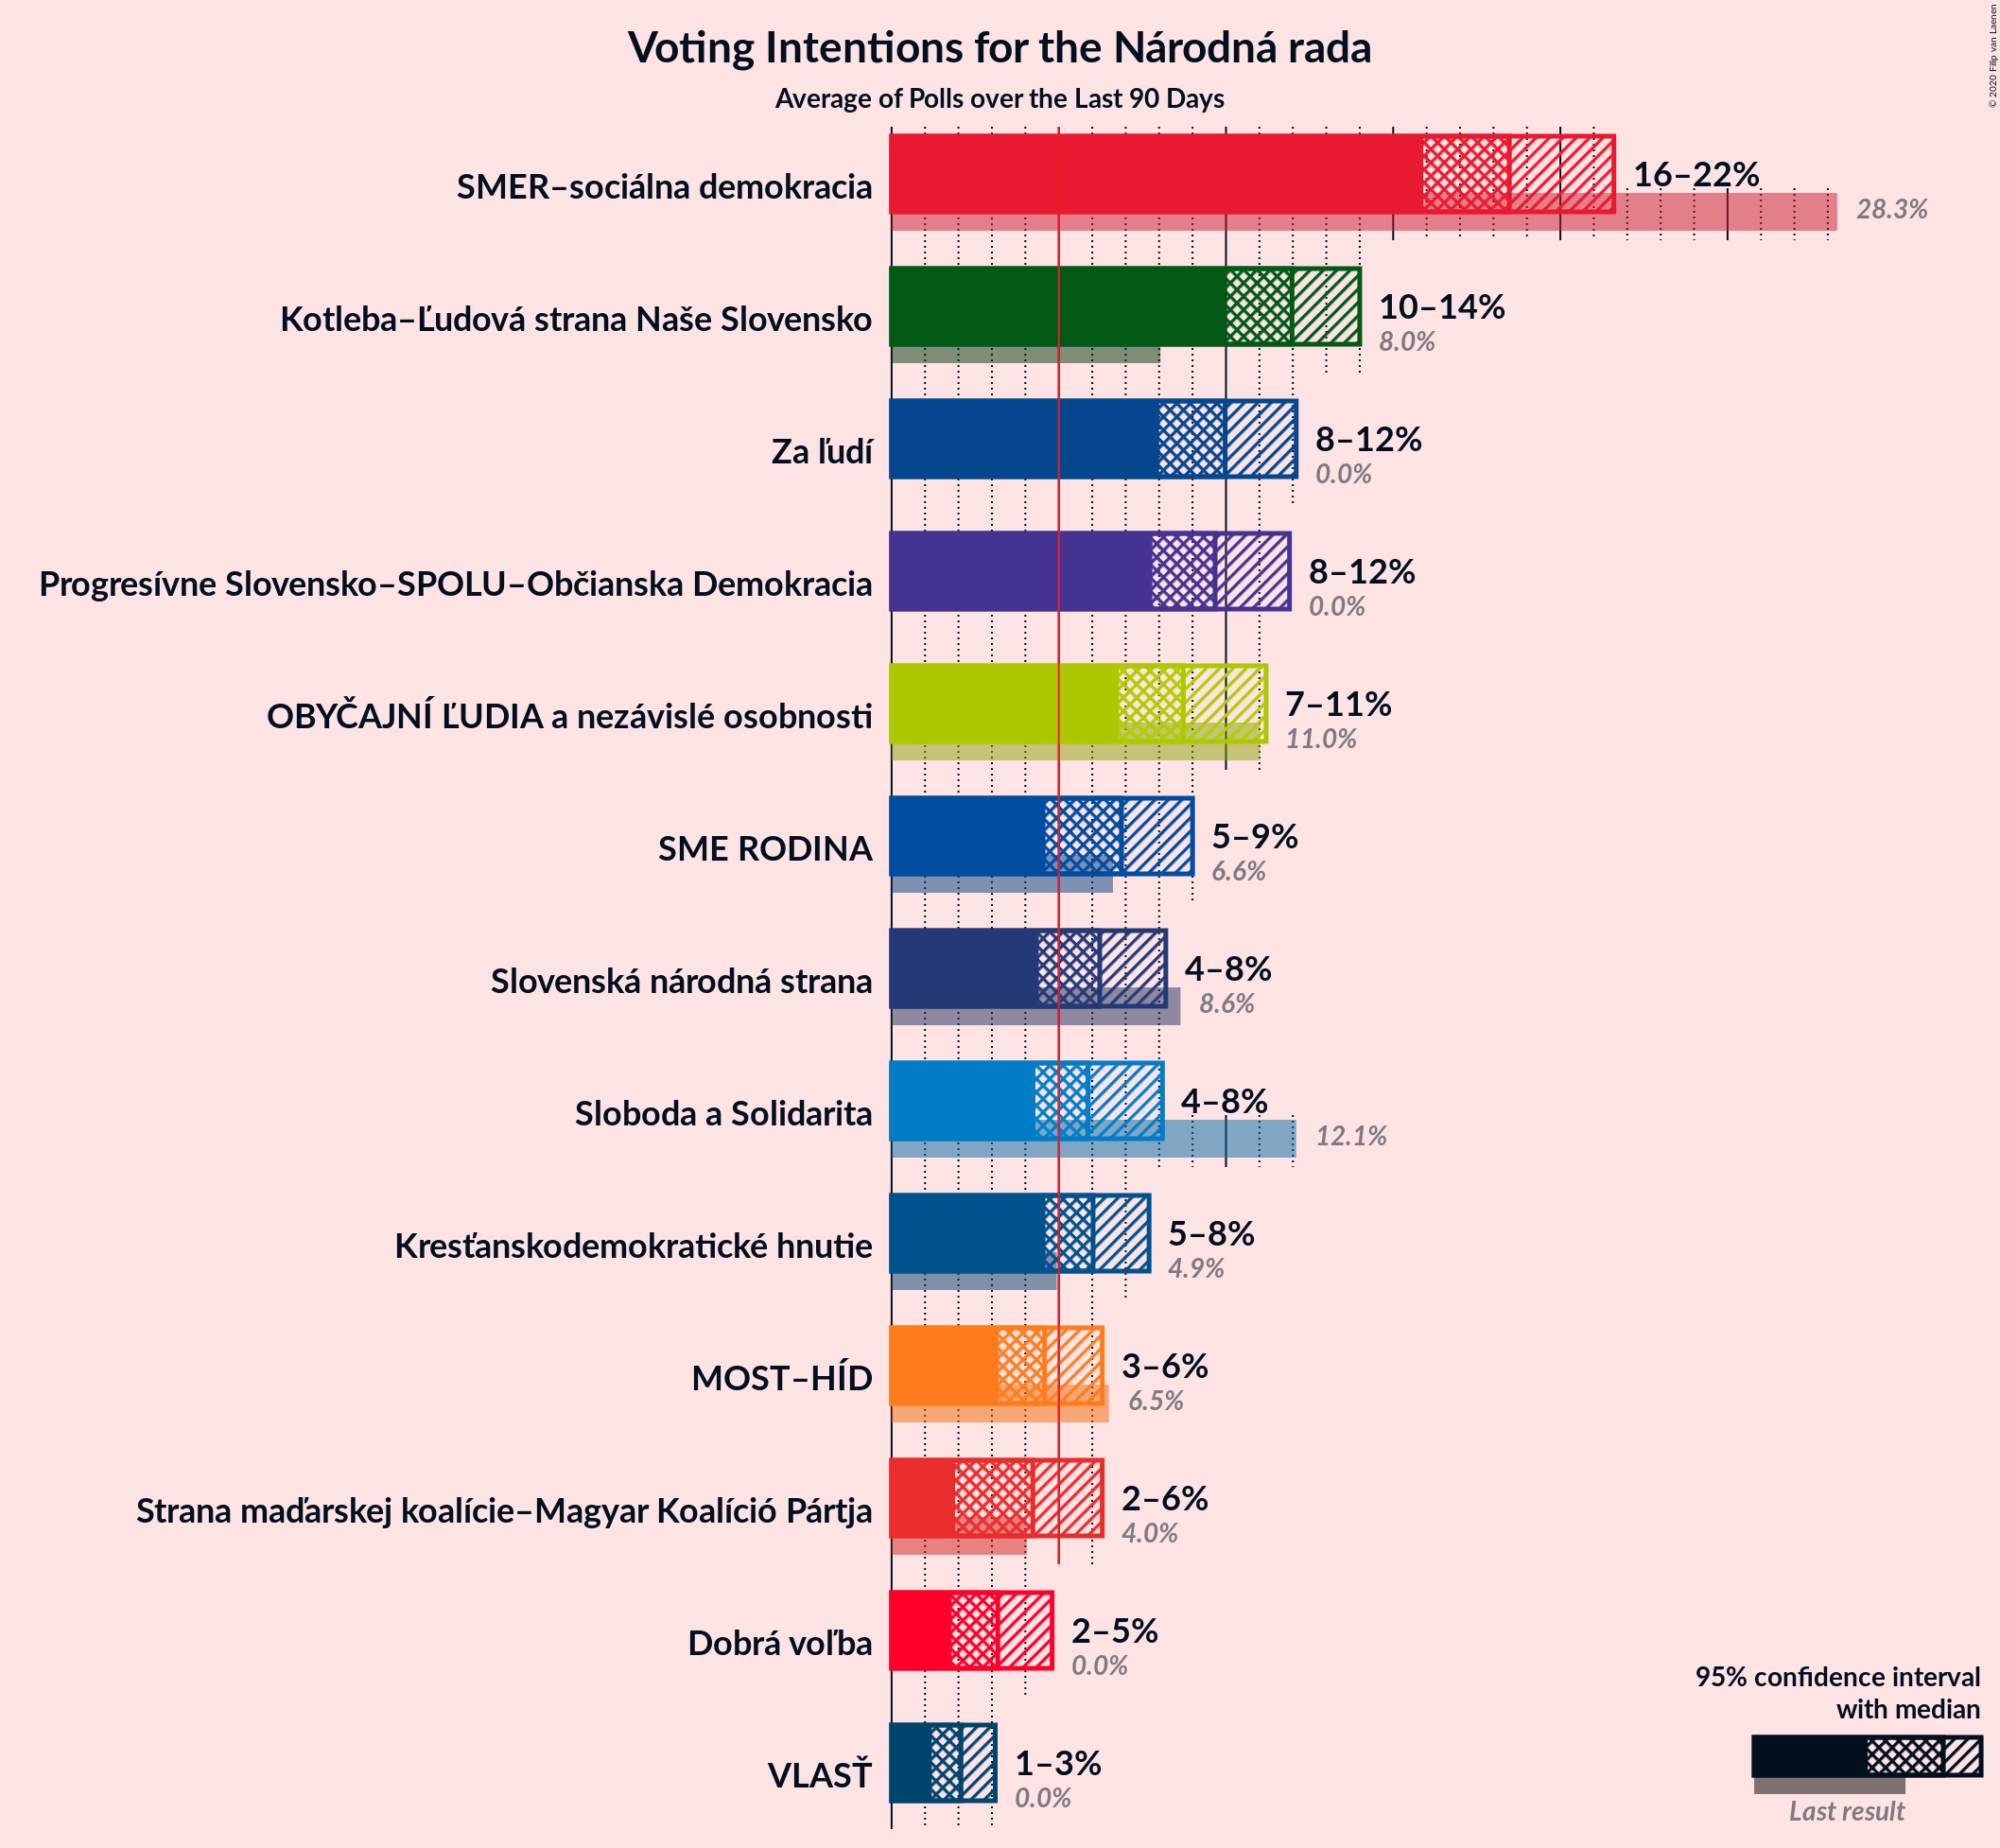 Voting Intentions for the Národná rada
Average of Polls over the Last 90 Days
© 2020 Filip van Laenen
SMER–sociálna demokracia
16–22%
28.3%
Kotleba–Ľudová strana Naše Slovensko
10–14%
8.0%
Za ľudí
8–12%
0.0%
Progresívne Slovensko–SPOLU–Občianska Demokracia
8–12%
0.0%
OBYČAJNÍ ĽUDIA a nezávislé osobnosti
7–11%
11.0%
SME RODINA
5–9%
6.6%
Slovenská národná strana
4–8%
8.6%
Sloboda a Solidarita
4–8%
12.1%
Kresťanskodemokratické hnutie
5–8%
4.9%
MOST–HÍD
3–6%
6.5%
Strana maďarskej koalície–Magyar Koalíció Pártja
2–6%
4.0%
Dobrá voľba
2–5%
0.0%
VLASŤ
1–3%
0.0%
95% confidence interval
with median
Last result